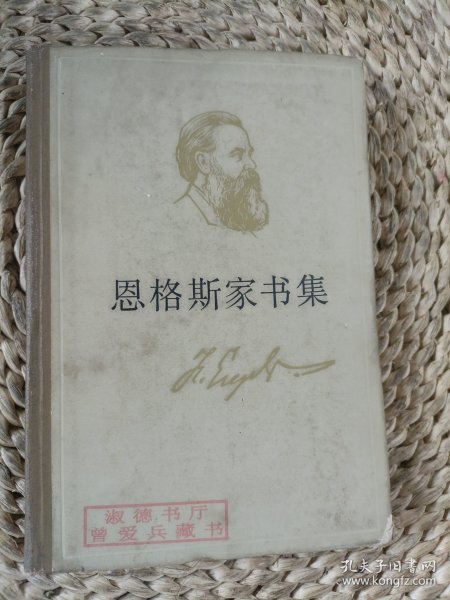 恩格斯家书集
F. Engels.
淑德书厅
曾爱兵藏书
孔夫子旧书网
www.kongfz.com